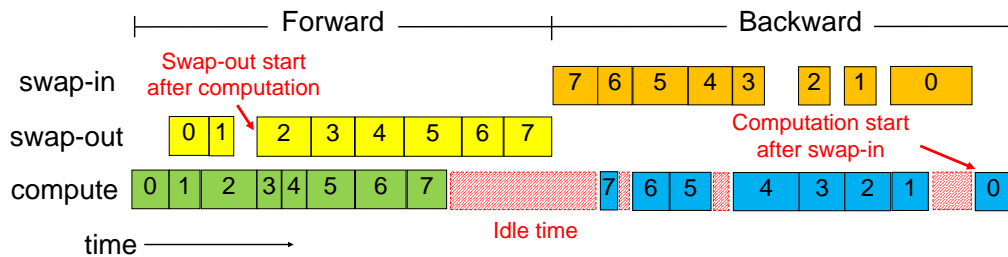 Forward Backward
Swap-out start
after computation
swap-in 7 6 5 4 3 2 1 0
swap-out 0 1 2 3 4 5 6 7
Computation start
after swap-in
compute 0 1 2 3 4 5 6 7 7 6 5 4 3 2 1 0
Idle time
time